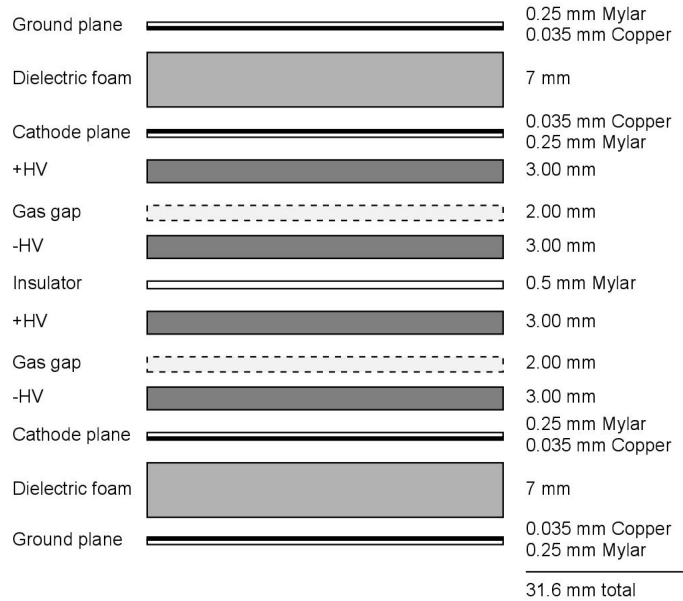 Ground plane
0.25 mm Mylar
0.035 mm Copper
Dielectric foam
7 mm
Cathode plane
0.035 mm Copper
0.25 mm Mylar
+HV
3.00 mm
Gas gap
2.00 mm
-HV
3.00 mm
Insulator
0.5 mm Mylar
+HV
3.00 mm
Gas gap
2.00 mm
-HV
3.00 mm
Cathode plane
0.25 mm Mylar
0.035 mm Copper
Dielectric foam
7 mm
Ground plane
0.035 mm Copper
0.25 mm Mylar
31.6 mm total